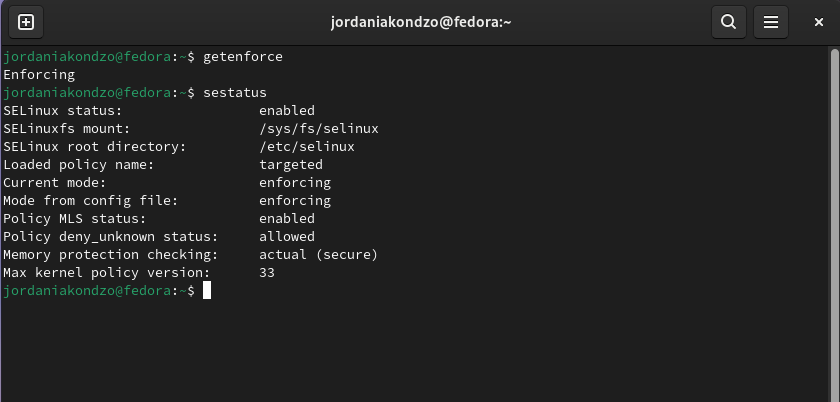 jordaniakondzo@fedora:~
jordaniakondzo@fedora:~$ getenforce
Enforcing
jordaniakondzo@fedora:~$ sestatus
SELinux status:                 enabled
SELinuxfs mount:                /sys/fs/selinux
SELinux root directory:         /etc/selinux
Loaded policy name:             targeted
Current mode:                   enforcing
Mode from config file:          enforcing
Policy MLS status:              enabled
Policy deny_unknown status:     allowed
Memory protection checking:     actual (secure)
Max kernel policy version:      33
jordaniakondzo@fedora:~$